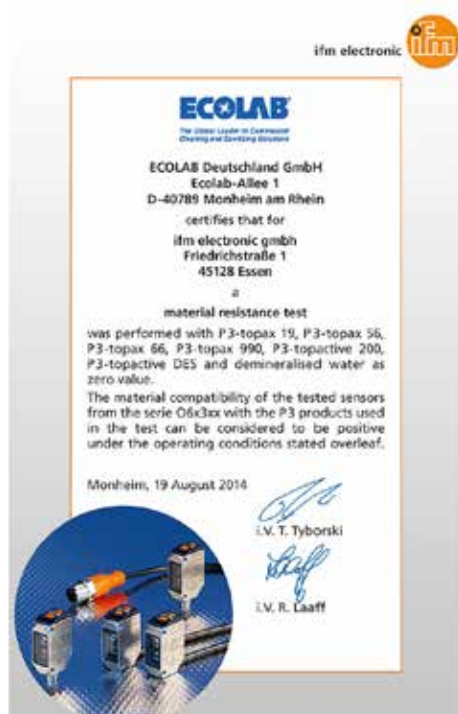 ifm electronic
ifm
ECOLAB
The Global Leader in Commercial
Cleaning and Sanitizing Solutions
ECOLAB Deutschland GmbH
Ecolab-Allee 1
D-40789 Monheim am Rhein
certifies that for
ifm electronic gmbh
Friedrichstraße 1
45128 Essen
a
material resistance test
was performed with P3-topax 19, P3-topax 56,
P3-topax 66, P3-topax 990, P3-topactive 200,
P3-topactive DES and demineralised water as
zero value.
The material compatibility of the tested sensors
from the serie O6x3xx with the P3 products used
in the test can be considered to be positive
under the operating conditions stated overleaf.
Monheim, 19 August 2014
i.V. T. Tyborski
i.V. R. Laaff